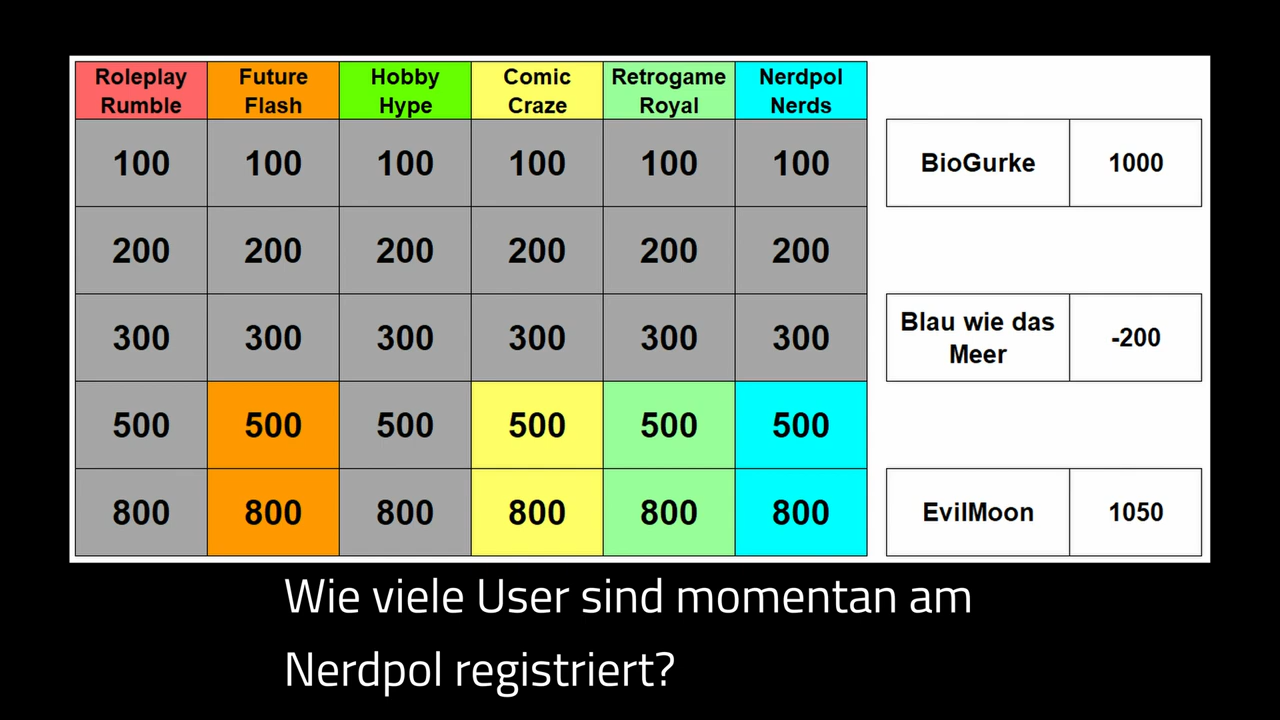 Roleplay Future Hobby Comic Retrogame Nerdpol
Rumble Flash Hype Craze Royal Nerds
100 100 100 100 100 100 BioGurke 1000
200 200 200 200 200 200
300 300 300 300 300 300 Blau wie das Meer -200
500 500 500 500 500 500
800 800 800 800 800 800 EvilMoon 1050
Wie viele User sind momentan am
Nerdpol registriert?